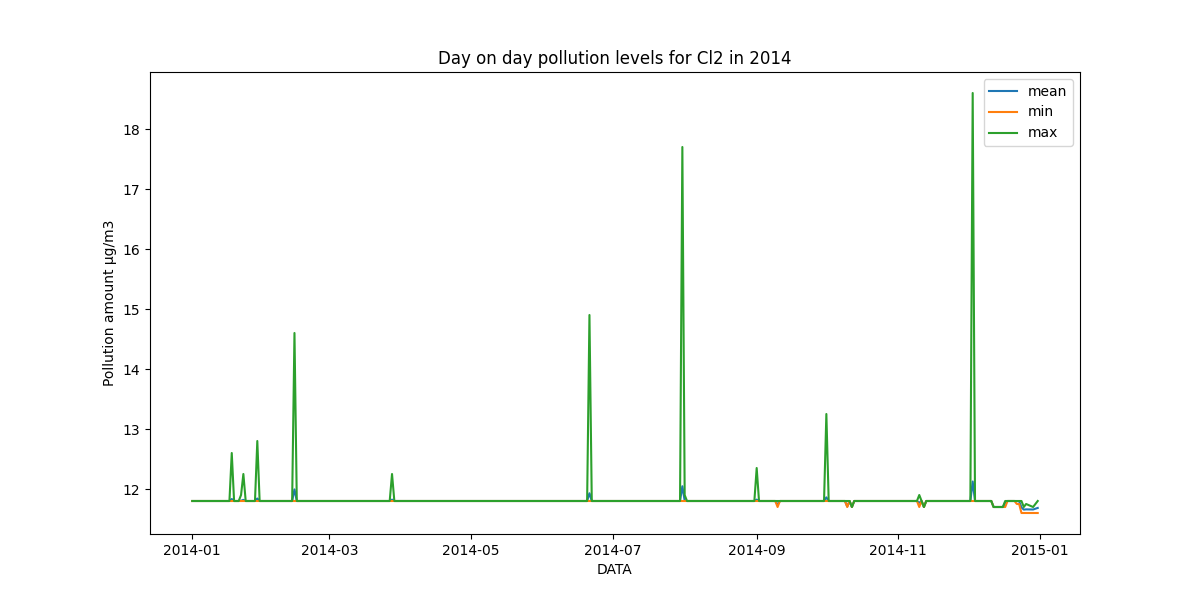 Day on day pollution levels for Cl2 in 2014
mean
min
max
18
17
16
15
14
13
12
Pollution amount µg/m3
2014-01
2014-03
2014-05
2014-07
2014-09
2014-11
2015-01
DATA